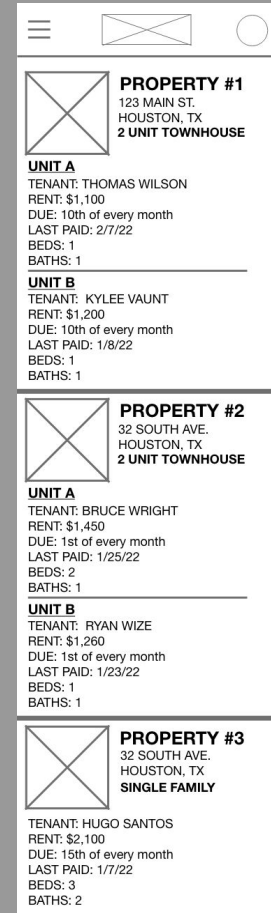 PROPERTY #1
123 MAIN ST.
HOUSTON, TX
2 UNIT TOWNHOUSE
UNIT A
TENANT: THOMAS WILSON
RENT: $1,100
DUE: 10th of every month
LAST PAID: 2/7/22
BEDS: 1
BATHS: 1
UNIT B
TENANT: KYLEE VAUNT
RENT: $1,200
DUE: 10th of every month
LAST PAID: 1/8/22
BEDS: 1
BATHS: 1
PROPERTY #2
32 SOUTH AVE.
HOUSTON, TX
2 UNIT TOWNHOUSE
UNIT A
TENANT: BRUCE WRIGHT
RENT: $1,450
DUE: 1st of every month
LAST PAID: 1/25/22
BEDS: 2
BATHS: 1
UNIT B
TENANT: RYAN WIZE
RENT: $1,260
DUE: 1st of every month
LAST PAID: 1/23/22
BEDS: 1
BATHS: 1
PROPERTY #3
32 SOUTH AVE.
HOUSTON, TX
SINGLE FAMILY
TENANT: HUGO SANTOS
RENT: $2,100
DUE: 15th of every month
LAST PAID: 1/7/22
BEDS: 3
BATHS: 2